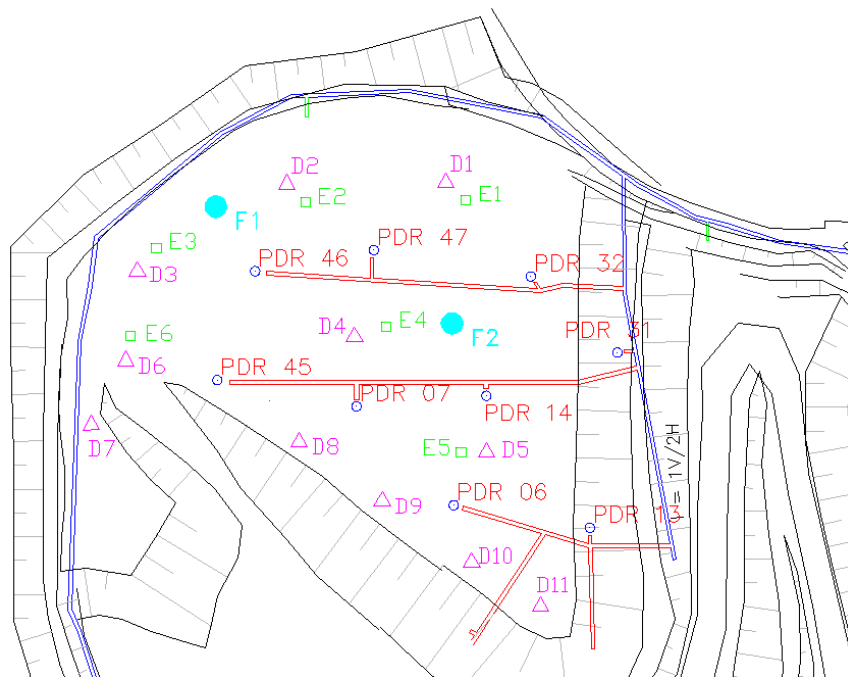 D2
D1
E2
E1
F1
PDR 47
E3
PDR 46
PDR 32
D3
E4
F2
D4
PDR 31
E6
D6
PDR 45
PDR 07
PDR 14
D7
D8
E5
D5
I = 1V/2H
PDR 06
D9
PDR 13
D10
D11